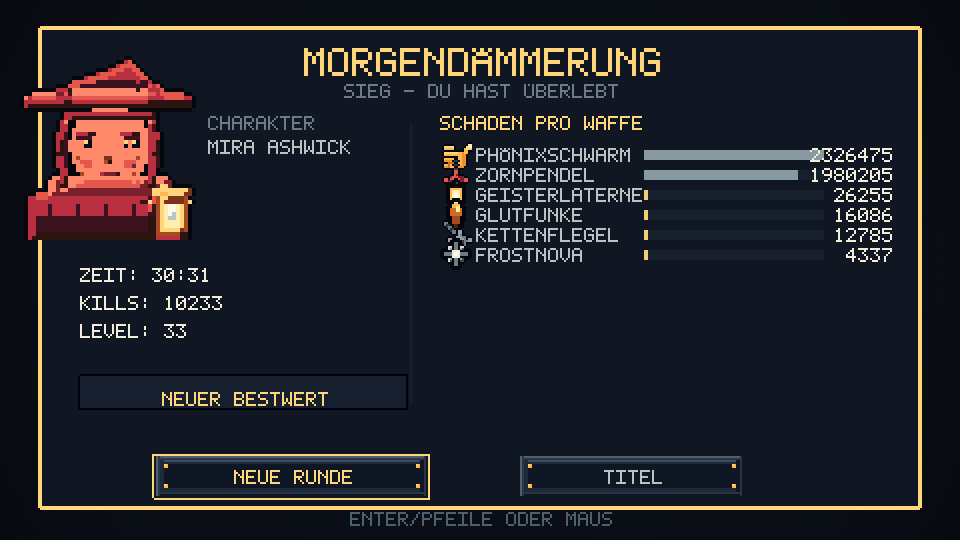 MORGENDÄMMERUNG
SIEG - DU HAST ÜBERLEBT
CHARAKTER
MIRA ASHWICK
ZEIT: 30:31
KILLS: 10233
LEVEL: 33
NEUER BESTWERT
SCHADEN PRO WAFFE
PHÖNIXSCHWARM 2326475
ZORNPENDEL 1980205
GEISTERLATERNE 26255
GLUTFUNKE 16086
KETTENFLEGEL 12785
FROSTNOVA 4337
NEUE RUNDE
TITEL
ENTER/PFEILE ODER MAUS